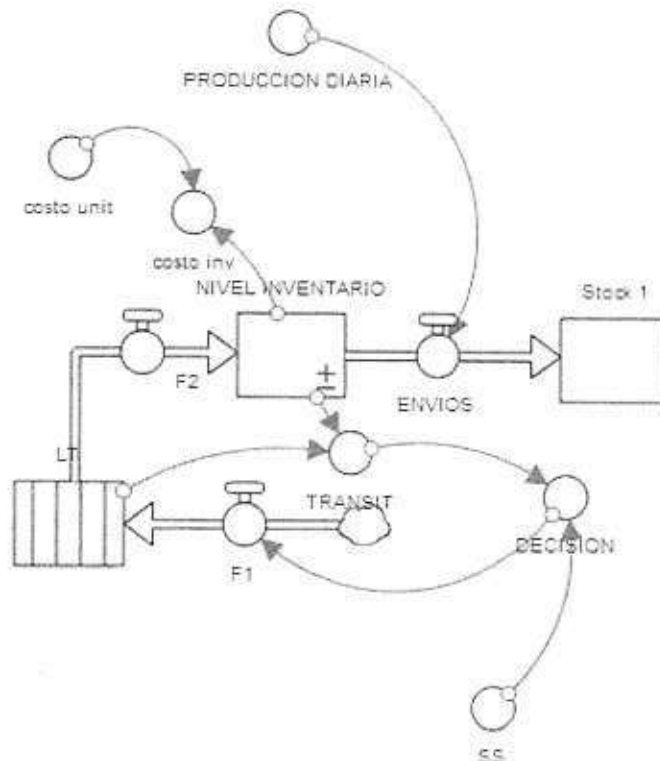 PRODUCCION DIARIA
costo unit
costo inv
NIVEL INVENTARIO
Stock 1
F2
ENVIOS
LT
TRANSIT
DECISION
F1
SS